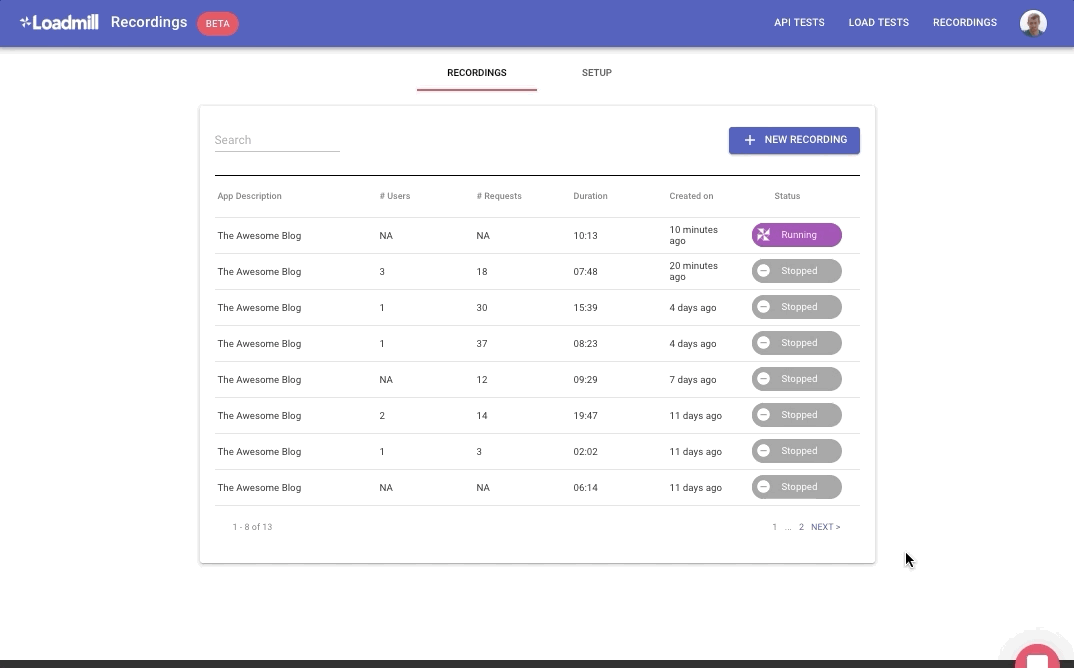 Loadmill Recordings BETA API TESTS LOAD TESTS RECORDINGS
RECORDINGS SETUP
Search + NEW RECORDING
App Description # Users # Requests Duration Created on Status
The Awesome Blog NA NA 10:13 10 minutes ago Running
The Awesome Blog 3 18 07:48 20 minutes ago Stopped
The Awesome Blog 1 30 15:39 4 days ago Stopped
The Awesome Blog 1 37 08:23 4 days ago Stopped
The Awesome Blog NA 12 09:29 7 days ago Stopped
The Awesome Blog 2 14 19:47 11 days ago Stopped
The Awesome Blog 1 3 02:02 11 days ago Stopped
The Awesome Blog NA NA 06:14 11 days ago Stopped
1 - 8 of 13 1 ... 2 NEXT >